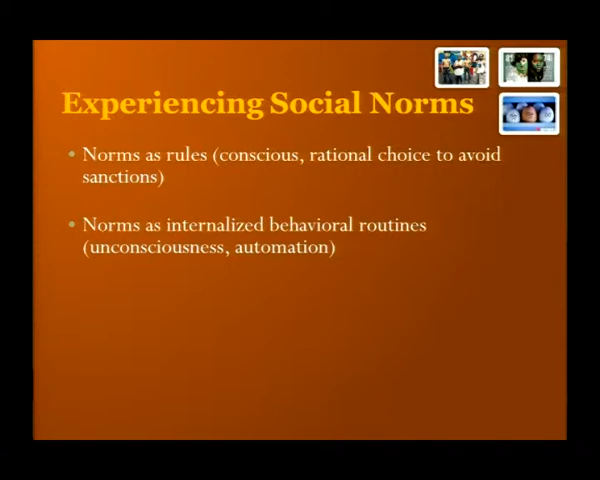 Experiencing Social Norms
• Norms as rules (conscious, rational choice to avoid
sanctions)
• Norms as internalized behavioral routines
(unconsciousness, automation)